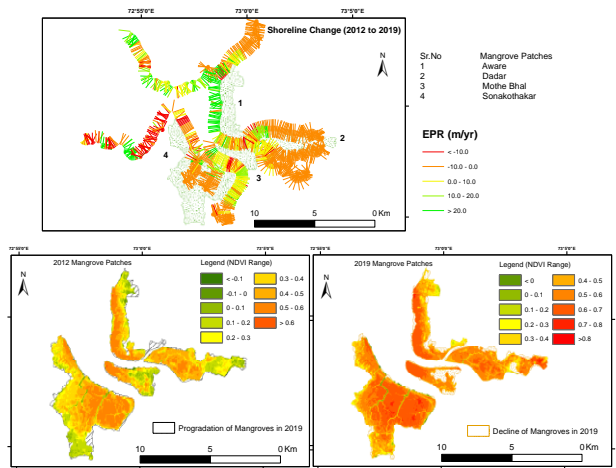 72°55'0"E 73°0'0"E 73°5'0"E
Shoreline Change (2012 to 2019)
N
1
2
3
4
10 5 0 Km
Sr.No Mangrove Patches
1 Aware
2 Dadar
3 Mothe Bhal
4 Sonakothakar
EPR (m/yr)
< -10.0
-10.0 - 0.0
0.0 - 10.0
10.0 - 20.0
> 20.0
73°0'0"E 73°5'0"E
2012 Mangrove Patches
N
Legend (NDVI Range)
< -0.1
-0.1 - 0
0 - 0.1
0.1 - 0.2
0.2 - 0.3
0.3 - 0.4
0.4 - 0.5
0.5 - 0.6
> 0.6
Progradation of Mangroves in 2019
10 5 0 Km
73°0'0"E 73°5'0"E
2019 Mangrove Patches
N
Legend (NDVI Range)
< 0
0 - 0.1
0.1 - 0.2
0.2 - 0.3
0.3 - 0.4
0.4 - 0.5
0.5 - 0.6
0.6 - 0.7
0.7 - 0.8
>0.8
Decline of Mangroves in 2019
10 5 0 Km